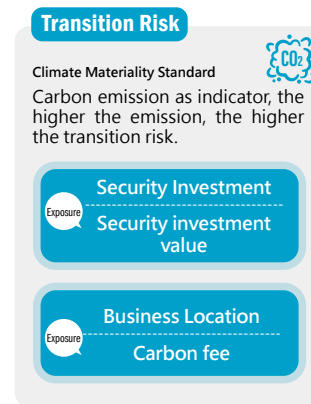 Transition Risk
CO2
Climate Materiality Standard
Carbon emission as indicator, the
higher the emission, the higher
the transition risk.
Security Investment
Exposure
Security investment
value
Business Location
Exposure
Carbon fee